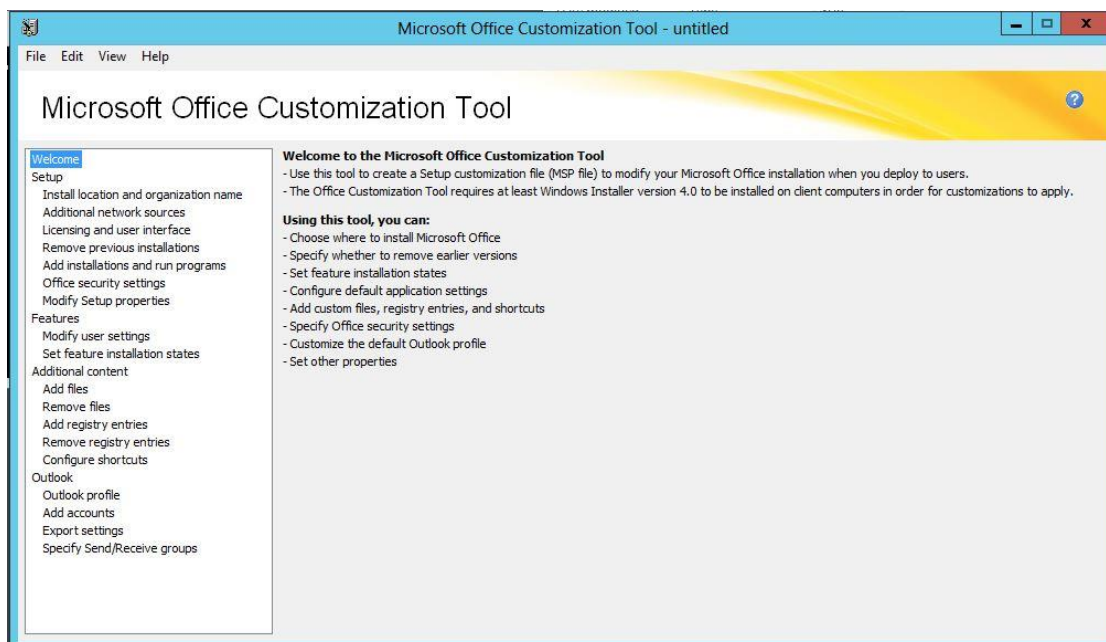 Microsoft Office Customization Tool - untitled
File Edit View Help
Microsoft Office Customization Tool
Welcome
Setup
Install location and organization name
Additional network sources
Licensing and user interface
Remove previous installations
Add installations and run programs
Office security settings
Modify Setup properties
Features
Modify user settings
Set feature installation states
Additional content
Add files
Remove files
Add registry entries
Remove registry entries
Configure shortcuts
Outlook
Outlook profile
Add accounts
Export settings
Specify Send/Receive groups
Welcome to the Microsoft Office Customization Tool
- Use this tool to create a Setup customization file (MSP file) to modify your Microsoft Office installation when you deploy to users.
- The Office Customization Tool requires at least Windows Installer version 4.0 to be installed on client computers in order for customizations to apply.
Using this tool, you can:
- Choose where to install Microsoft Office
- Specify whether to remove earlier versions
- Set feature installation states
- Configure default application settings
- Add custom files, registry entries, and shortcuts
- Specify Office security settings
- Customize the default Outlook profile
- Set other properties